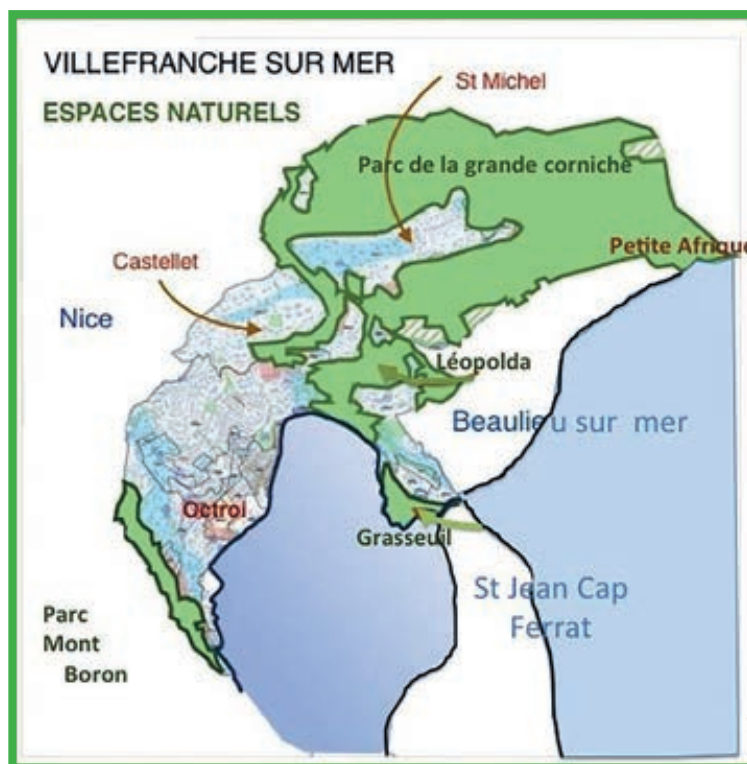 VILLEFRANCHE SUR MER
ESPACES NATURELS
St Michel
Parc de la grande corniche
Petite Afrique
Castellet
Nice
Léopolda
Beaulieu sur mer
Octroi
Grasseuil
St Jean Cap
Ferrat
Parc
Mont
Boron